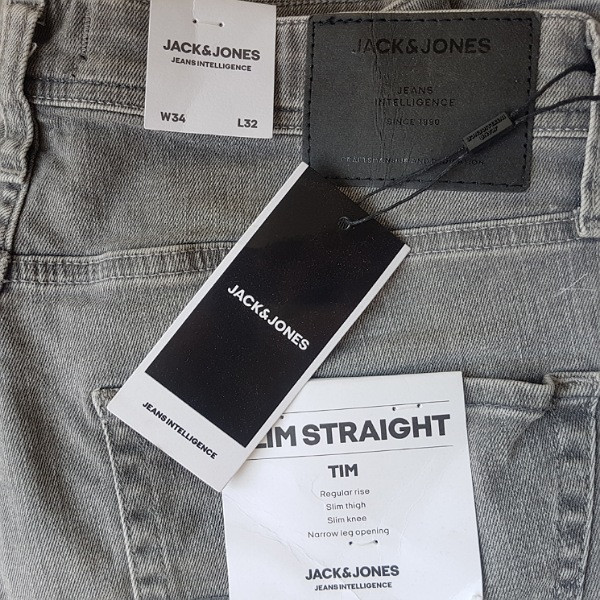 JACK&JONES
JEANS INTELLIGENCE
W34 L32
JACK&JONES
JEANS
INTELLIGENCE
SINCE 1990
JACK&JONES
JEANS INTELLIGENCE
SLIM STRAIGHT
TIM
Regular rise
Slim thigh
Slim knee
Narrow leg opening
JACK&JONES
JEANS INTELLIGENCE